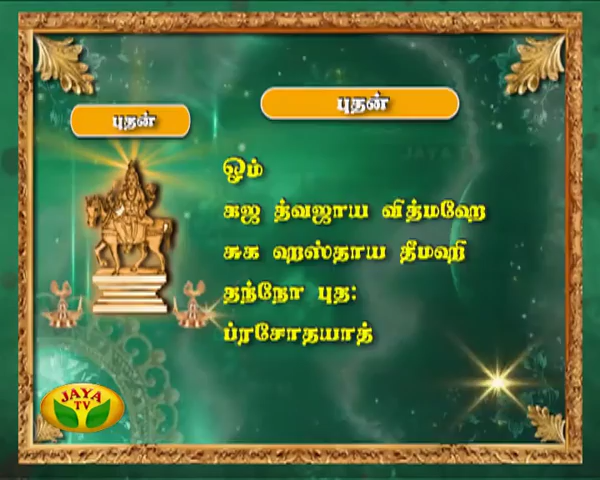 புதன்
புதன்
ஓம்
கஜ த்வஜாய வித்மஹே
சுக ஹஸ்தாய தீமஹி
தந்நோ புத:
ப்ரசோதயாத்
JAYA TV